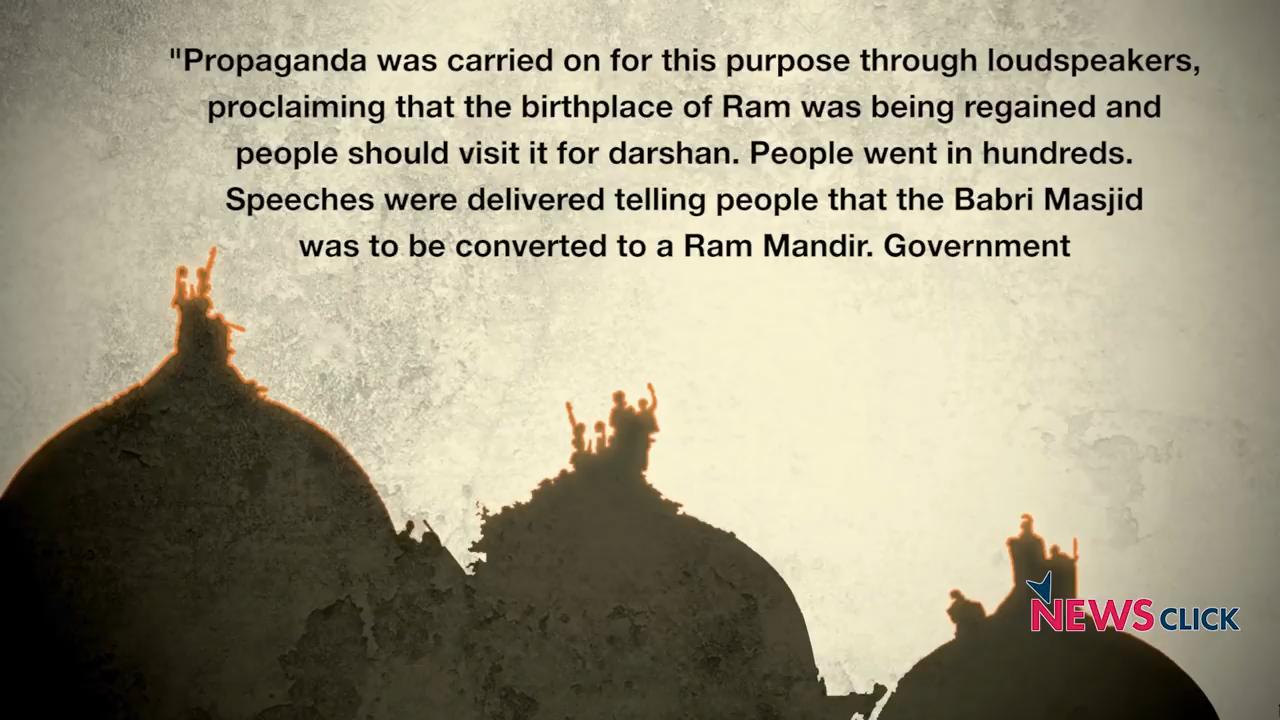 "Propaganda was carried on for this purpose through loudspeakers,
proclaiming that the birthplace of Ram was being regained and
people should visit it for darshan. People went in hundreds.
Speeches were delivered telling people that the Babri Masjid
was to be converted to a Ram Mandir. Government
NEWSCLICK